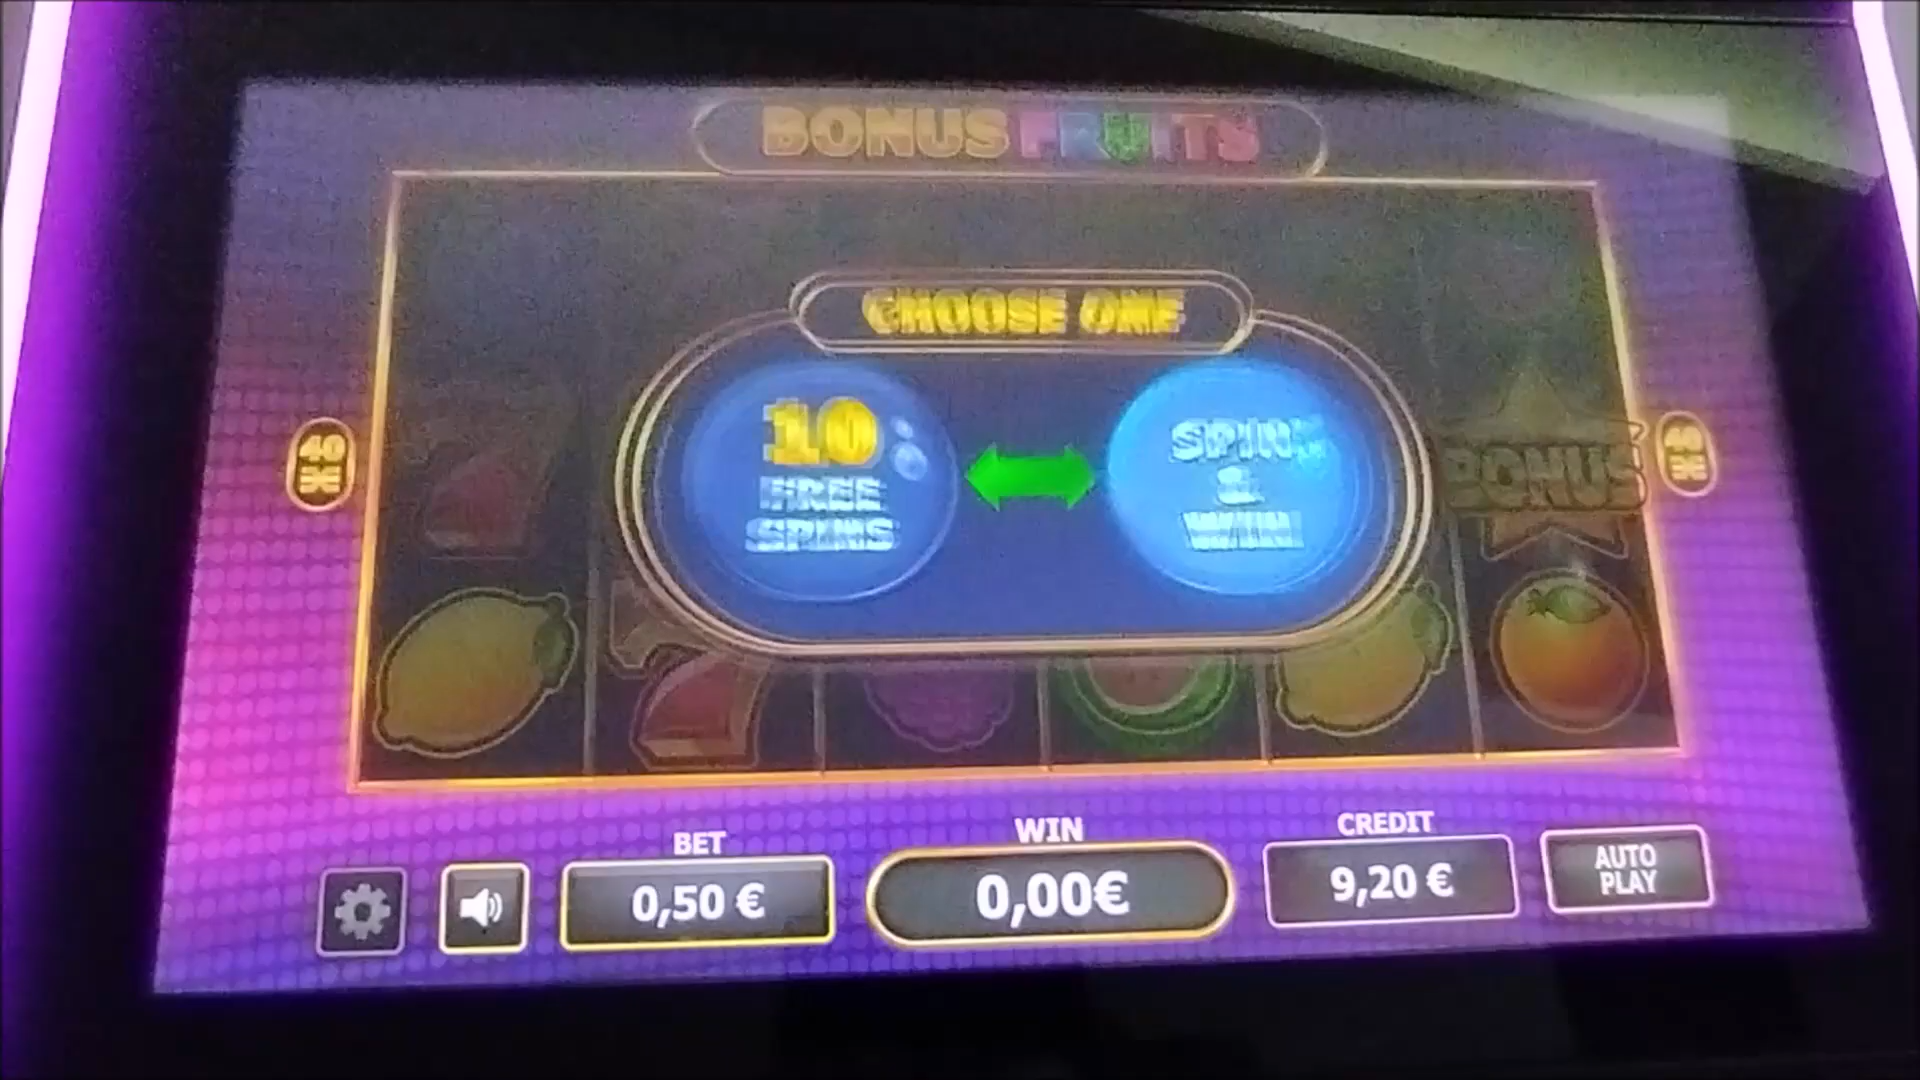 BONUS FRUITS
CHOOSE ONE
10
FREE
SPINS
SPIN
&
WIN
40
40
BONUS
BET
WIN
CREDIT
0,50 €
0,00€
9,20 €
AUTO
PLAY